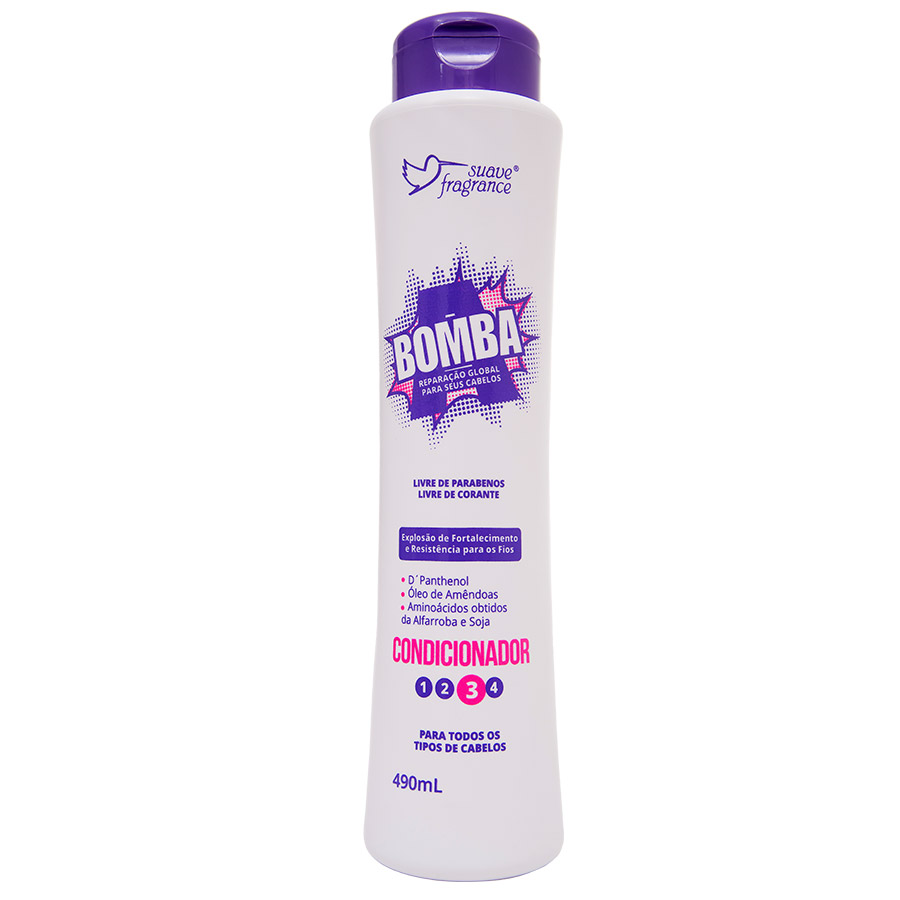 suave®
fragrance
BOMBA
REPARAÇÃO GLOBAL
PARA SEUS CABELOS
LIVRE DE PARABENOS
LIVRE DE CORANTE
Explosão de Fortalecimento
e Resistência para os Fios
• D´Panthenol
• Óleo de Amêndoas
• Aminoácidos obtidos
da Alfarroba e Soja
CONDICIONADOR
1 2 3 4
PARA TODOS OS
TIPOS DE CABELOS
490mL